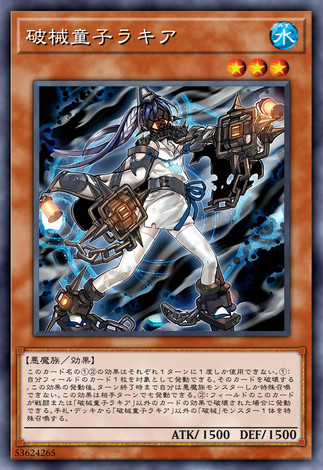 破械童子ラキア
水
【悪魔族／効果】
このカード名の①②の効果はそれぞれ１ターンに１度しか使用できない。①：
自分フィールドのカード１枚を対象として発動できる。そのカードを破壊する
。この効果の発動後、ターン終了時まで自分は悪魔族モンスターしか特殊召喚
できない。この効果は相手ターンでも発動できる。②：フィールドのこのカード
が戦闘または「破械童子ラキア」以外のカードの効果で破壊された場合に発動で
きる。手札・デッキから「破械童子ラキア」以外の「破械」モンスター１体を特
殊召喚する。
ATK/ 1500 DEF/ 1500
53624265